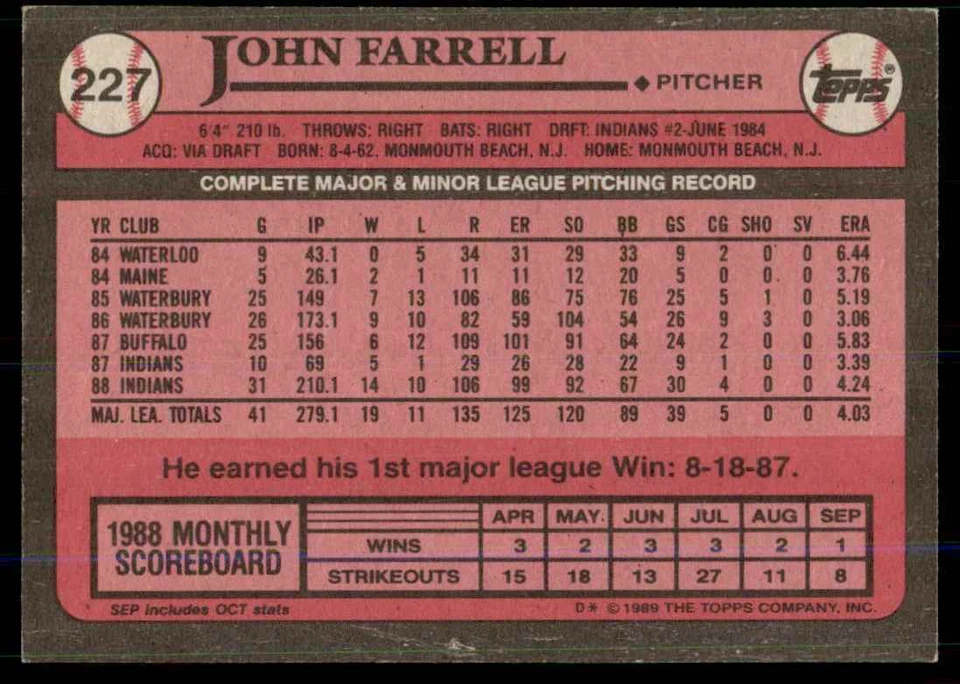 227
JOHN FARRELL
◆ PITCHER
TOPPS®
6'4" 210 lb. THROWS: RIGHT BATS: RIGHT DRFT: INDIANS #2-JUNE 1984
ACQ: VIA DRAFT BORN: 8-4-62, MONMOUTH BEACH, N.J. HOME: MONMOUTH BEACH, N.J.
COMPLETE MAJOR & MINOR LEAGUE PITCHING RECORD
YR CLUB G IP W L R ER SO BB GS CG SHO SV ERA
84 WATERLOO 9 43.1 0 5 34 31 29 33 9 2 0 0 6.44
84 MAINE 5 26.1 2 1 11 11 12 20 5 0 0 0 3.76
85 WATERBURY 25 149 7 13 106 86 75 76 25 5 1 0 5.19
86 WATERBURY 26 173.1 9 10 82 59 104 54 26 9 3 0 3.06
87 BUFFALO 25 156 6 12 109 101 91 64 24 2 0 0 5.83
87 INDIANS 10 69 5 1 29 26 28 22 9 1 0 0 3.39
88 INDIANS 31 210.1 14 10 106 99 92 67 30 4 0 0 4.24
MAJ. LEA. TOTALS 41 279.1 19 11 135 125 120 89 39 5 0 0 4.03
He earned his 1st major league Win: 8-18-87.
1988 MONTHLY
SCOREBOARD
APR MAY JUN JUL AUG SEP
WINS 3 2 3 3 2 1
STRIKEOUTS 15 18 13 27 11 8
SEP includes OCT stats
D* © 1989 THE TOPPS COMPANY, INC.